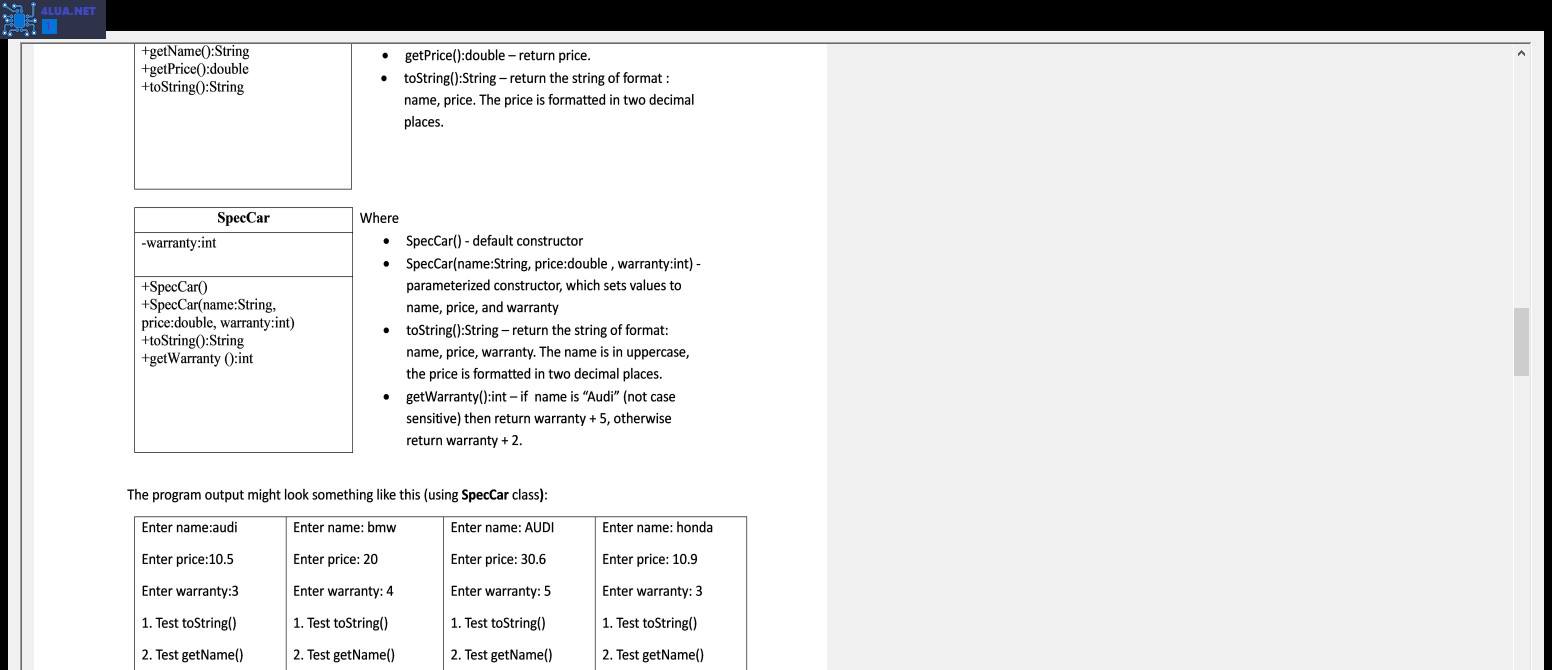 4LUA.NET
+getName():String
+getPrice():double
+toString():String
• getPrice():double – return price.
• toString():String – return the string of format :
name, price. The price is formatted in two decimal
places.
SpecCar
-warranty:int
+SpecCar()
+SpecCar(name:String,
price:double, warranty:int)
+toString():String
+getWarranty ():int
Where
• SpecCar() - default constructor
• SpecCar(name:String, price:double , warranty:int) -
parameterized constructor, which sets values to
name, price, and warranty
• toString():String – return the string of format:
name, price, warranty. The name is in uppercase,
the price is formatted in two decimal places.
• getWarranty():int – if  name is “Audi” (not case
sensitive) then return warranty + 5, otherwise
return warranty + 2.
The program output might look something like this (using SpecCar class):
Enter name:audi
Enter price:10.5
Enter warranty:3
1. Test toString()
2. Test getName()
Enter name: bmw
Enter price: 20
Enter warranty: 4
1. Test toString()
2. Test getName()
Enter name: AUDI
Enter price: 30.6
Enter warranty: 5
1. Test toString()
2. Test getName()
Enter name: honda
Enter price: 10.9
Enter warranty: 3
1. Test toString()
2. Test getName()